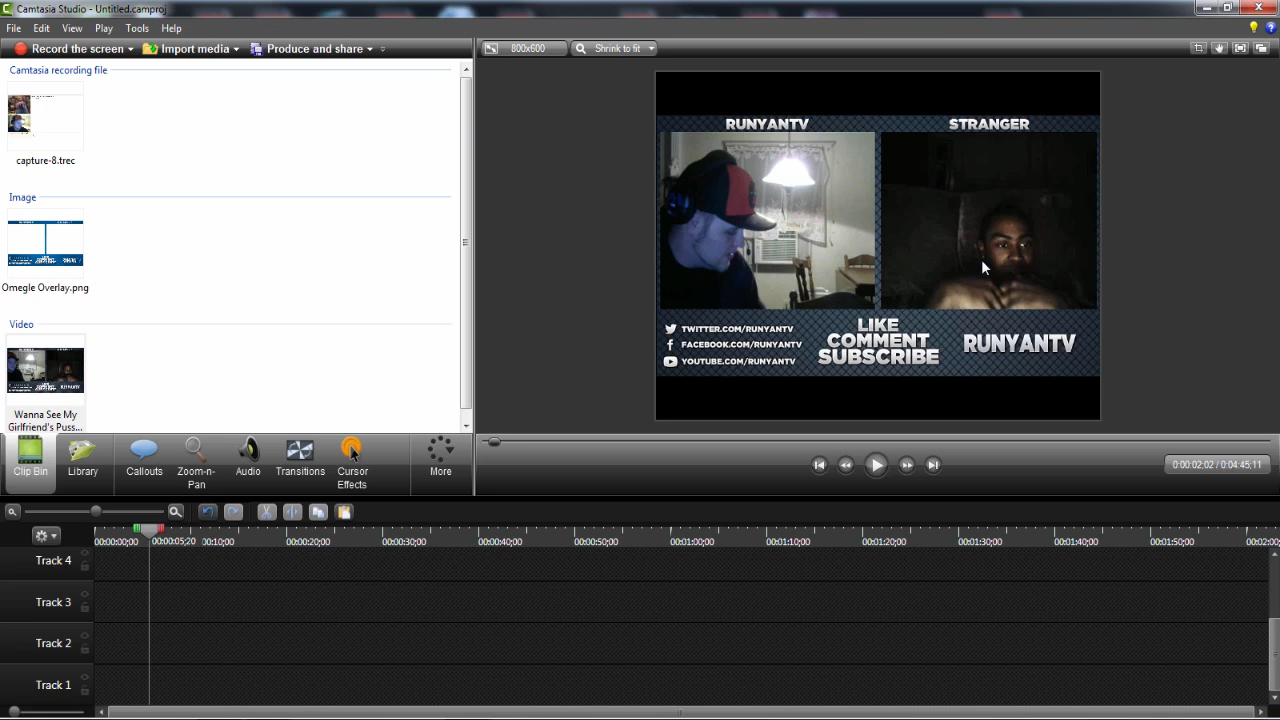 Camtasia Studio - Untitled.camproj
File Edit View Play Tools Help
Record the screen Import media Produce and share
800x600 Shrink to fit
Camtasia recording file
capture-8.trec
Image
Omegle Overlay.png
Video
Wanna See My
Girlfriend's Puss...
RUNYANTV STRANGER
TWITTER.COM/RUNYANTV
FACEBOOK.COM/RUNYANTV
YOUTUBE.COM/RUNYANTV
LIKE
COMMENT
SUBSCRIBE
RUNYANTV
Clip Bin Library Callouts Zoom-n-Pan Audio Transitions Cursor Effects More
0:00:02;02 / 0:04:45;11
00:00:00;00 00:00:05;20 00:10;00 00:00:20;00 00:00:30;00 00:00:40;00 00:00:50;00 00:01:00;00 00:01:10;00 00:01:20;00 00:01:30;00 00:01:40;00 00:01:50;00 00:02:00
Track 4
Track 3
Track 2
Track 1